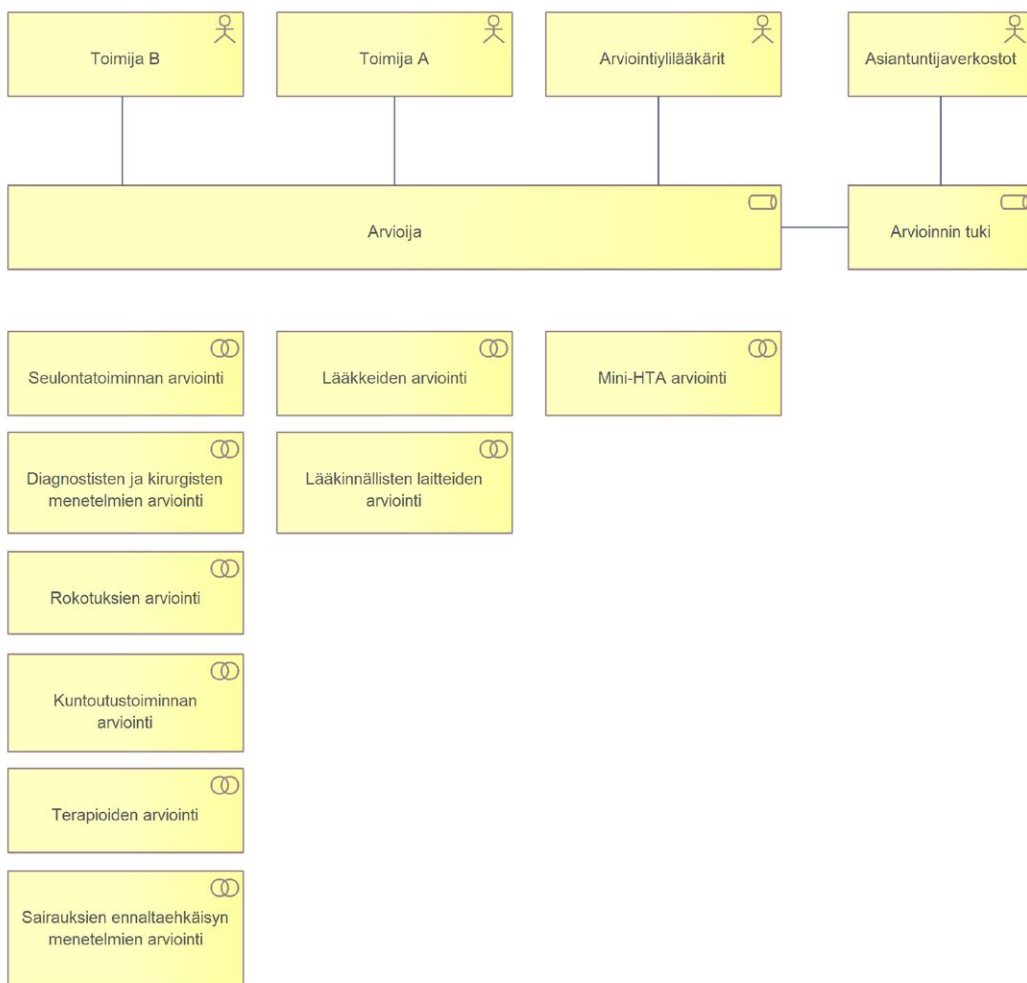 Toimija B
Toimija A
Arviointiylilääkärit
Asiantuntijaverkostot
Arvioija
Arvioinnin tuki
Seulontatoiminnan arviointi
Lääkkeiden arviointi
Mini-HTA arviointi
Diagnostisten ja kirurgisten
menetelmien arviointi
Lääkinnällisten laitteiden
arviointi
Rokotuksien arviointi
Kuntoutustoiminnan
arviointi
Terapioiden arviointi
Sairauksien ennaltaehkäisyn
menetelmien arviointi